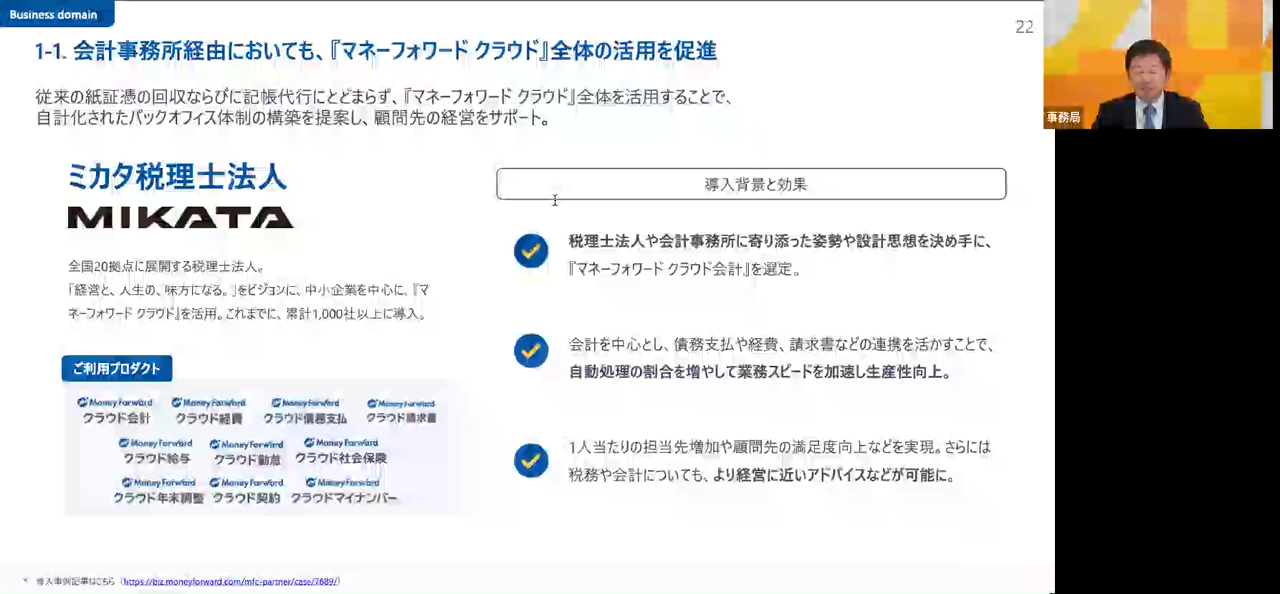 Business domain
22
1-1. 会計事務所経由においても、『マネーフォワード クラウド』全体の活用を促進
従来の紙証憑の回収ならびに記帳代行にとどまらず、『マネーフォワード クラウド』全体を活用することで、
自計化されたバックオフィス体制の構築を提案し、顧問先の経営をサポート。
事務局
ミカタ税理士法人
MIKATA
全国20拠点に展開する税理士法人。
「経営と、人生の、味方になる。」をビジョンに、中小企業を中心に、『マ
ネーフォワード クラウド』を活用。これまでに、累計1,000社以上に導入。
ご利用プロダクト
Money Forward Money Forward Money Forward Money Forward
クラウド会計 クラウド経費 クラウド債務支払 クラウド請求書
Money Forward Money Forward Money Forward
クラウド給与 クラウド勤怠 クラウド社会保険
Money Forward Money Forward Money Forward
クラウド年末調整 クラウド契約 クラウドマイナンバー
導入背景と効果
税理士法人や会計事務所に寄り添った姿勢や設計思想を決め手に、
『マネーフォワード クラウド会計』を選定。
会計を中心とし、債務支払や経費、請求書などの連携を活かすことで、
自動処理の割合を増やして業務スピードを加速し生産性向上。
1人当たりの担当先増加や顧問先の満足度向上などを実現。さらには
税務や会計についても、より経営に近いアドバイスなどが可能に。
* 導入事例記事はこちら（https://biz.moneyforward.com/mfc-partner/case/7689/）